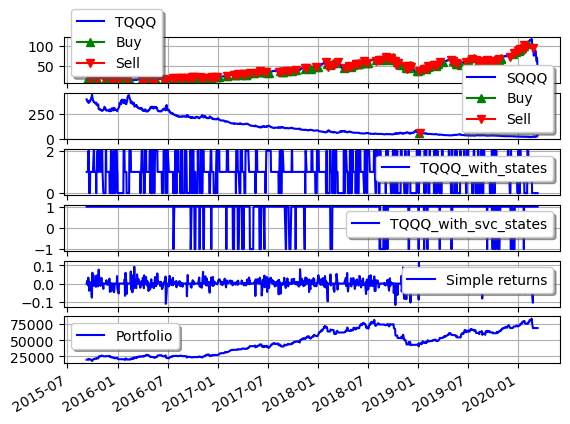 TQQQ
Buy
Sell
100
50
SQQQ
Buy
Sell
250
0
2
0
TQQQ_with_states
1
−1
TQQQ_with_svc_states
0.1
0.0
−0.1
Simple returns
75000
50000
25000
Portfolio
2015-07
2016-01
2016-07
2017-01
2017-07
2018-01
2018-07
2019-01
2019-07
2020-01